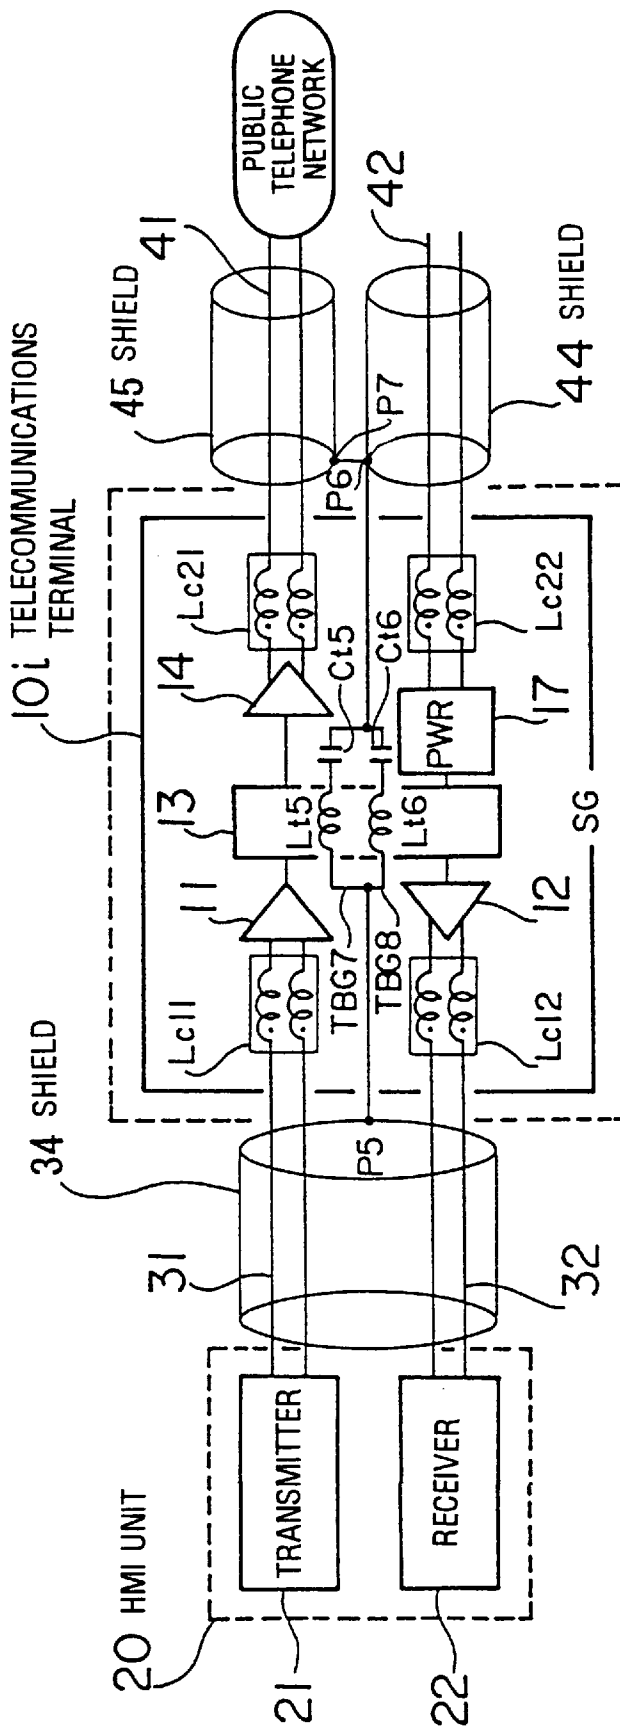 10i TELECOMMUNICATIONS
TERMINAL
34 SHIELD
45 SHIELD
41
PUBLIC
TELEPHONE
NETWORK
20 HMI UNIT
31
Lc11
11
13
14
Lc21
TRANSMITTER
21
P5
TBG7
TBG8
Lt5
Lt6
Ct5
Ct6
P6
P7
42
RECEIVER
22
32
Lc12
12
SG
PWR
17
Lc22
44 SHIELD